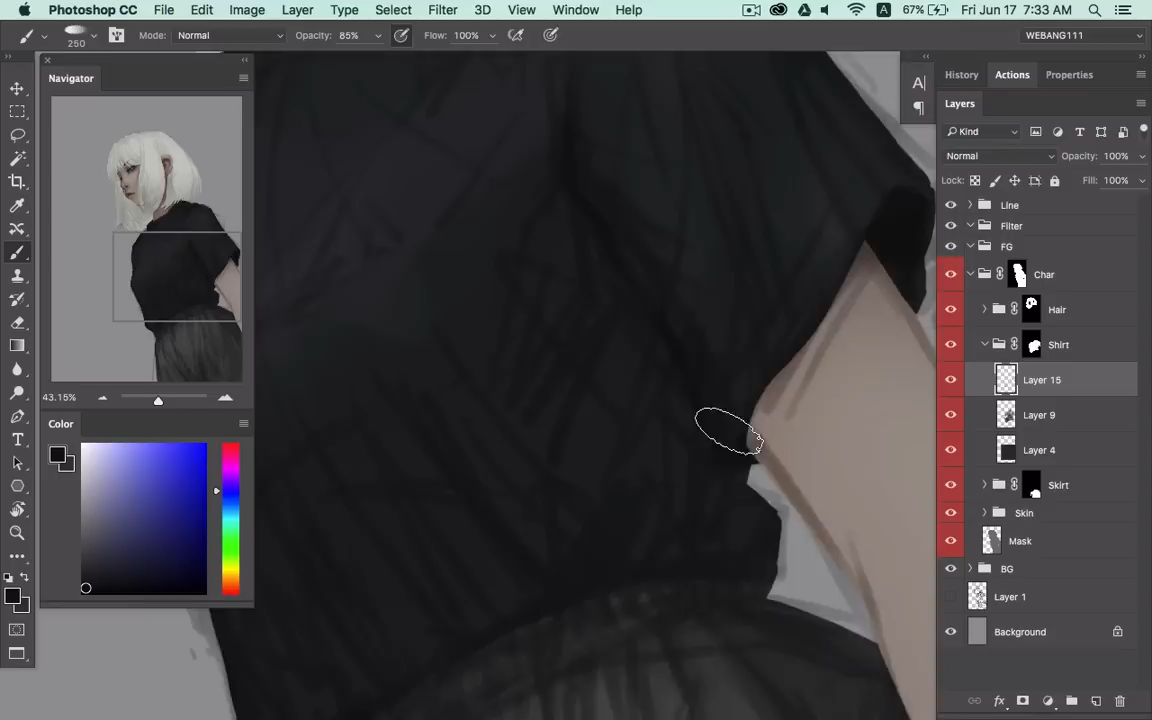 Photoshop CC File Edit Image Layer Type Select Filter 3D View Window Help A 67% Fri Jun 17 7:33 AM
250 Mode: Normal Opacity: 85% Flow: 100% WEBANG111
Navigator
43.15%
Color
A
History Actions Properties
Layers
Kind
Normal Opacity: 100%
Lock: Fill: 100%
Line
Filter
FG
Char
Hair
Shirt
Layer 15
Layer 9
Layer 4
Skirt
Skin
Mask
BG
Layer 1
Background
fx